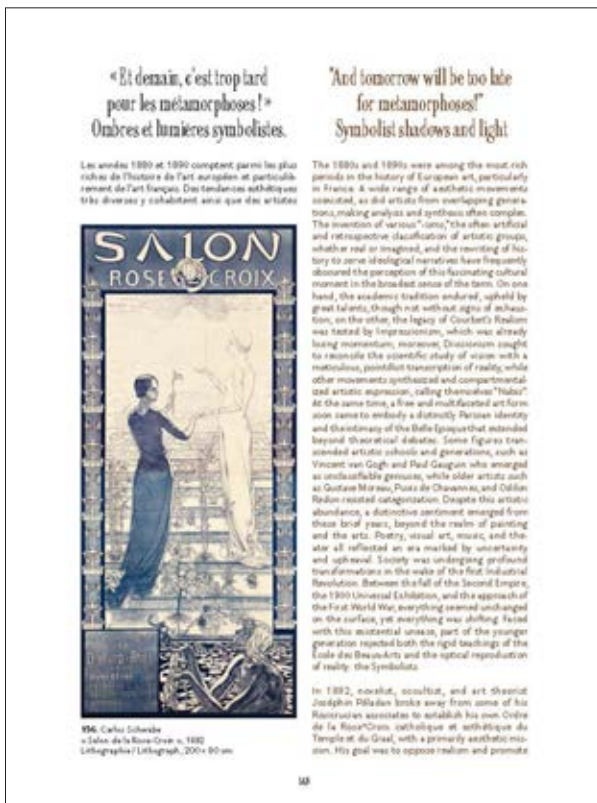 « Et demain, c'est trop tard
pour les métamorphoses ! »
Ombres et lumières symbolistes.
Les années 1880 et 1890 comptent parmi les plus
riches de l'histoire de l'art européen et particuliè-
rement de l'art français. Des tendances esthétiques
très diverses y cohabitent ainsi que des artistes
SALON
ROSE CROIX
156. Carlos Schwabe
« Salon de la Rose-Croix », 1892
Lithographie / Lithograph, 200 × 80 cm
"And tomorrow will be too late
for metamorphoses!"
Symbolist shadows and light
The 1880s and 1890s were among the most rich
periods in the history of European art, particularly
in France. A wide range of aesthetic movements
coexisted, as did artists from overlapping genera-
tions, making analysis and synthesis often complex.
The invention of various "-isms," the often artificial
and retrospective classification of artistic groups,
whether real or imagined, and the rewriting of his-
tory to serve ideological narratives have frequently
obscured the perception of this fascinating cultural
moment in the broadest sense of the term. On one
hand, the academic tradition endured, upheld by
great talents, though not without signs of exhaus-
tion; on the other, the legacy of Courbet's Realism
was tested by Impressionism, which was already
losing momentum; moreover, Divisionism sought
to reconcile the scientific study of vision with a
meticulous, pointillist transcription of reality, while
other movements synthesized and compartmental-
ized artistic expression, calling themselves "Nabis".
At the same time, a free and multifaceted art form
soon came to embody a distinctly Parisian identity
and the intimacy of the Belle Epoque that extended
beyond theoretical debates. Some figures tran-
scended artistic schools and generations, such as
Vincent van Gogh and Paul Gauguin who emerged
as unclassifiable geniuses, while older artists such
as Gustave Moreau, Puvis de Chavannes, and Odilon
Redon resisted categorization. Despite this artistic
abundance, a distinctive sentiment emerged from
these brief years, beyond the realm of painting
and the arts. Poetry, visual art, music, and the-
ater all reflected an era marked by uncertainty
and upheaval. Society was undergoing profound
transformations in the wake of the first Industrial
Revolution. Between the fall of the Second Empire,
the 1900 Universal Exhibition, and the approach of
the First World War, everything seemed unchanged
on the surface, yet everything was shifting. Faced
with this existential unease, part of the younger
generation rejected both the rigid teachings of the
École des Beaux-Arts and the optical reproduction
of reality: the Symbolists.
In 1892, novelist, occultist, and art theorist
Joséphin Péladan broke away from some of his
Rosicrucian associates to establish his own Ordre
de la Rose+Croix catholique et esthétique du
Temple et du Graal, with a primarily aesthetic mis-
sion. His goal was to oppose realism and promote